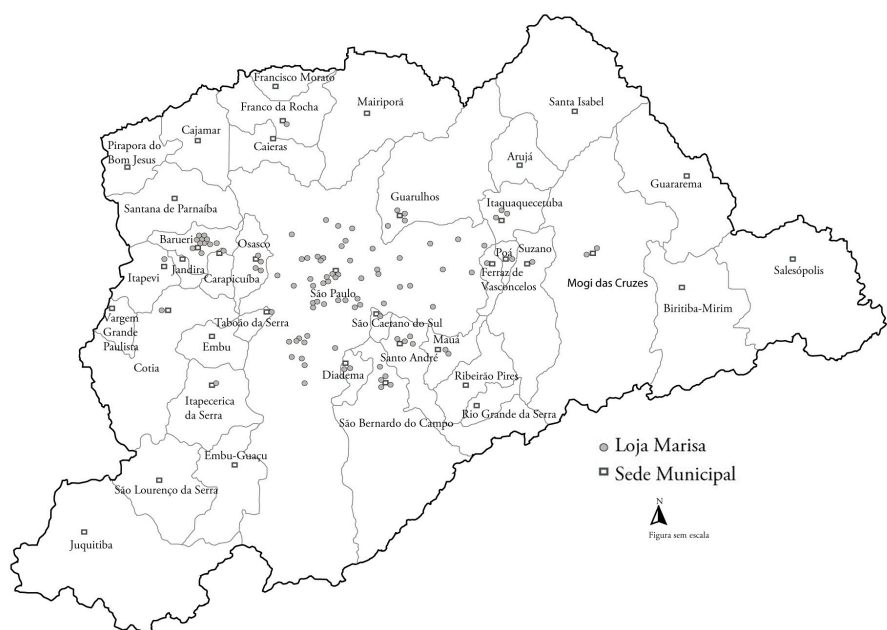 Francisco Morato
Franco da Rocha
Mairiporã
Santa Isabel
Cajamar
Caieras
Pirapora do
Bom Jesus
Arujá
Guararema
Santana de Parnaíba
Guarulhos
Itaquaquecetuba
Barueri
Osasco
Poá
Suzano
Itapevi
Jandira
Carapicuíba
Ferraz de
Vasconcelos
Mogi das Cruzes
Salesópolis
São Paulo
Biritiba-Mirim
Vargem
Grande
Paulista
Taboão da Serra
São Caetano do Sul
Embu
Mauá
Santo André
Cotia
Diadema
Ribeirão Pires
Itapecerica
da Serra
Rio Grande da Serra
São Bernardo do Campo
Loja Marisa
Sede Municipal
Embu-Guaçu
São Lourenço da Serra
N
Figura sem escala
Juquitiba